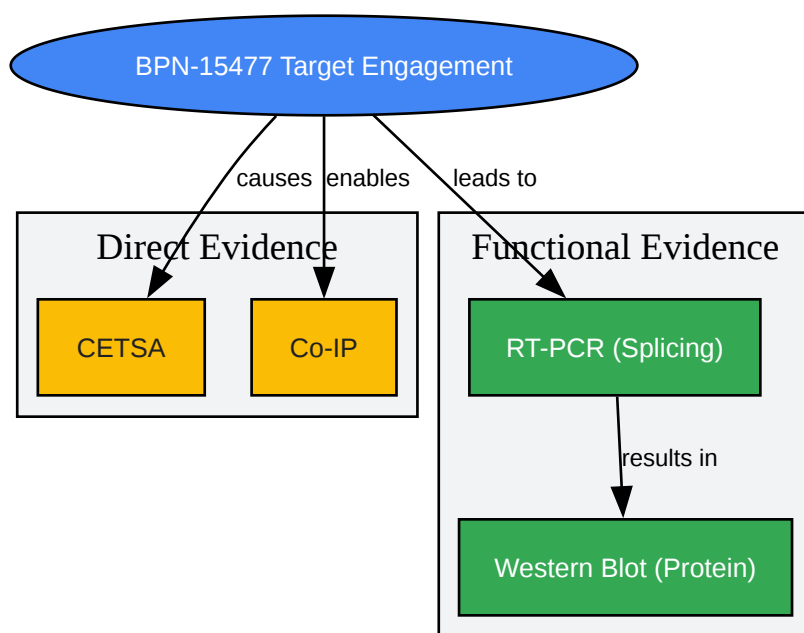 BPN-15477 Target Engagement
causes
enables
leads to
Direct Evidence
Functional Evidence
CETSA
Co-IP
RT-PCR (Splicing)
results in
Western Blot (Protein)